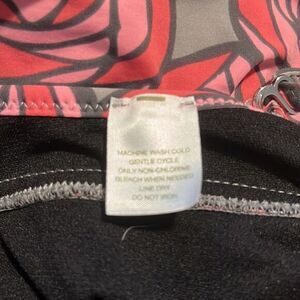 MACHINE WASH COLD
GENTLE CYCLE
ONLY NON-CHLORINE
BLEACH WHEN NEEDED
LINE DRY
DO NOT IRON